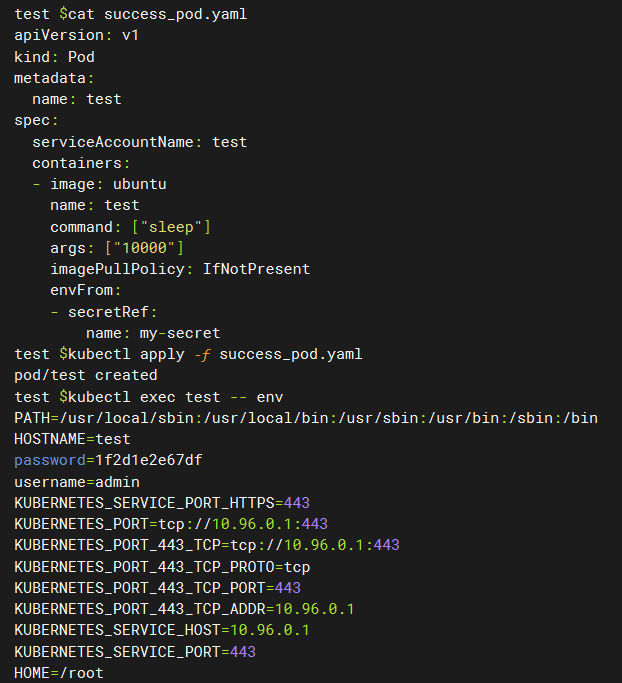 test $cat success_pod.yaml
apiVersion: v1
kind: Pod
metadata:
  name: test
spec:
  serviceAccountName: test
  containers:
  - image: ubuntu
    name: test
    command: ["sleep"]
    args: ["10000"]
    imagePullPolicy: IfNotPresent
    envFrom:
    - secretRef:
        name: my-secret
test $kubectl apply -f success_pod.yaml
pod/test created
test $kubectl exec test -- env
PATH=/usr/local/sbin:/usr/local/bin:/usr/sbin:/usr/bin:/sbin:/bin
HOSTNAME=test
password=1f2d1e2e67df
username=admin
KUBERNETES_SERVICE_PORT_HTTPS=443
KUBERNETES_PORT=tcp://10.96.0.1:443
KUBERNETES_PORT_443_TCP=tcp://10.96.0.1:443
KUBERNETES_PORT_443_TCP_PROTO=tcp
KUBERNETES_PORT_443_TCP_PORT=443
KUBERNETES_PORT_443_TCP_ADDR=10.96.0.1
KUBERNETES_SERVICE_HOST=10.96.0.1
KUBERNETES_SERVICE_PORT=443
HOME=/root